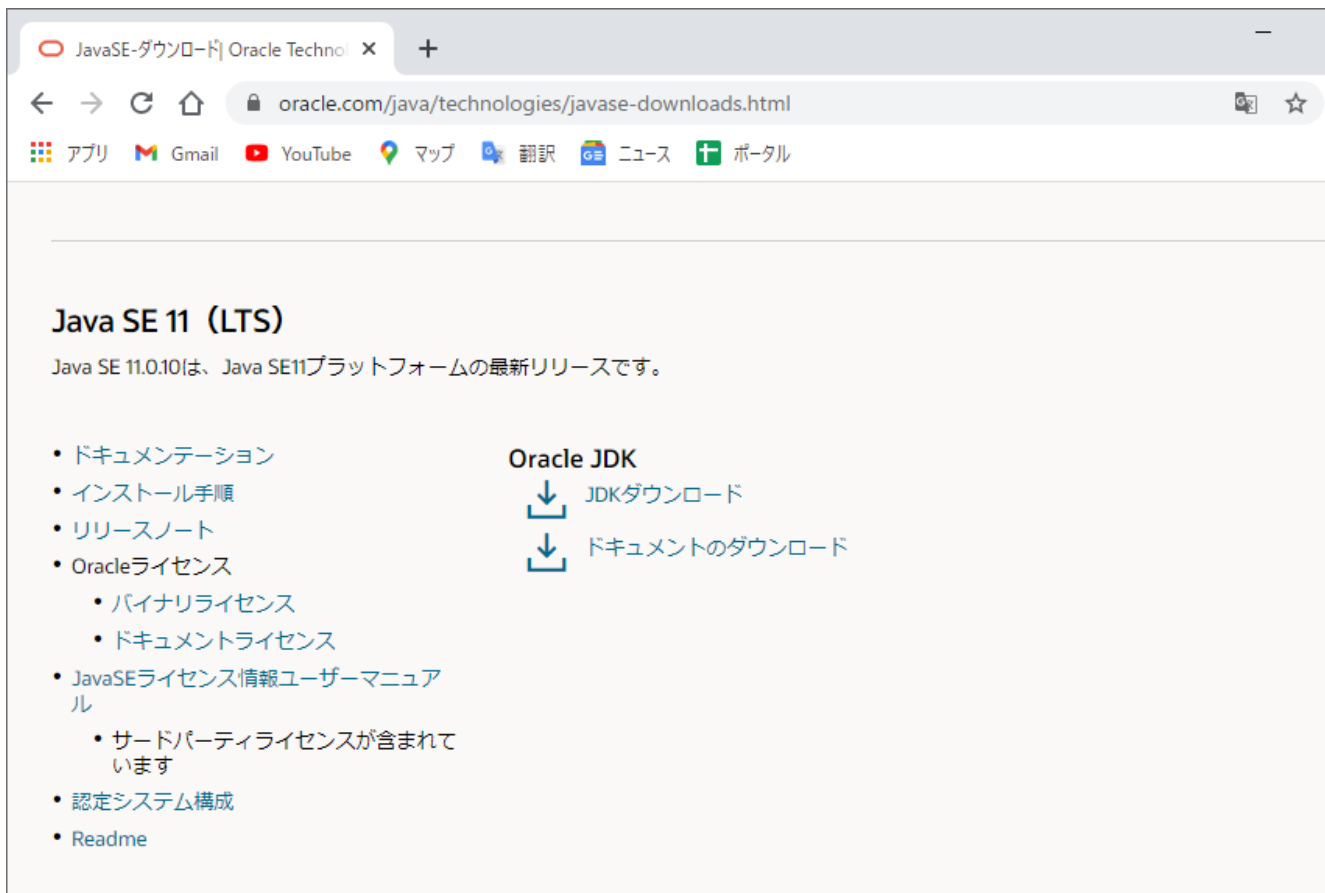 JavaSE-ダウンロード| Oracle Technol
oracle.com/java/technologies/javase-downloads.html
アプリ Gmail YouTube マップ 翻訳 ニュース ポータル
Java SE 11（LTS）
Java SE 11.0.10は、Java SE11プラットフォームの最新リリースです。
ドキュメンテーション
インストール手順
リリースノート
Oracleライセンス
バイナリライセンス
ドキュメントライセンス
JavaSEライセンス情報ユーザーマニュア
ル
サードパーティライセンスが含まれて
います
認定システム構成
Readme
Oracle JDK
JDKダウンロード
ドキュメントのダウンロード